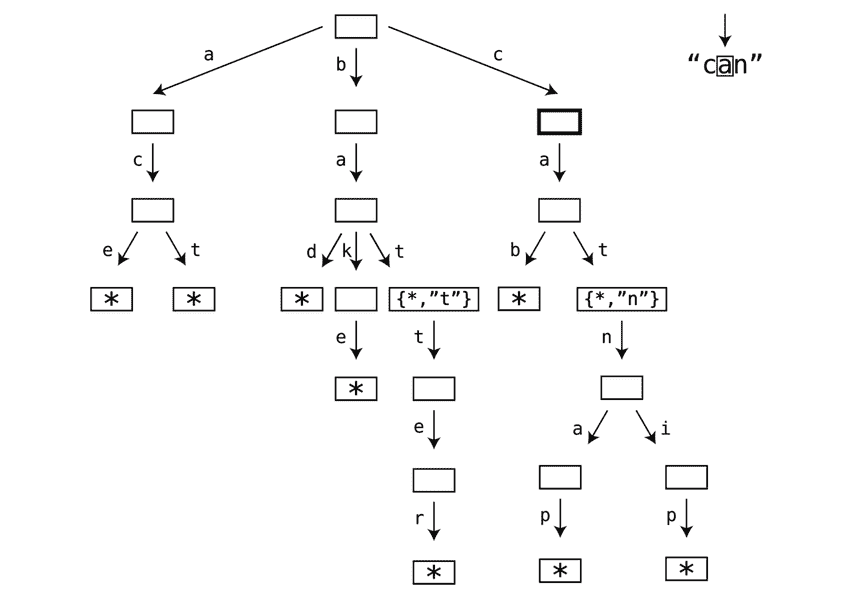 a b c
“can”
c a a
e t d k t b t
* * * {*,”t”} * {*,”n”}
e t n
*
e a i
r p p
* * *